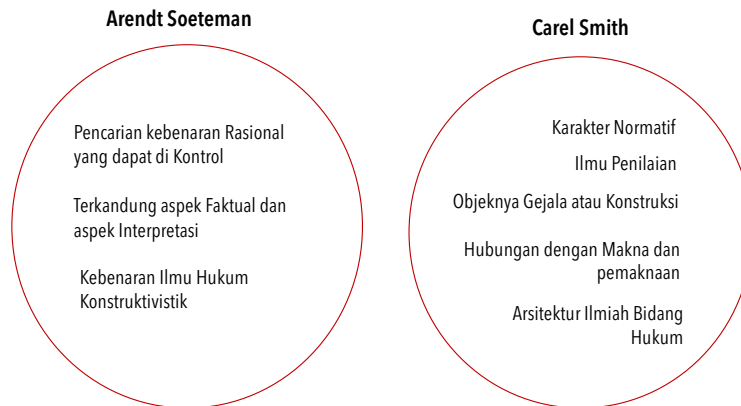 Arendt Soeteman
Pencarian kebenaran Rasional
yang dapat di Kontrol
Terkandung aspek Faktual dan
aspek Interpretasi
Kebenaran Ilmu Hukum
Konstruktivistik
Carel Smith
Karakter Normatif
Ilmu Penilaian
Objeknya Gejala atau Konstruksi
Hubungan dengan Makna dan
pemaknaan
Arsitektur Ilmiah Bidang
Hukum